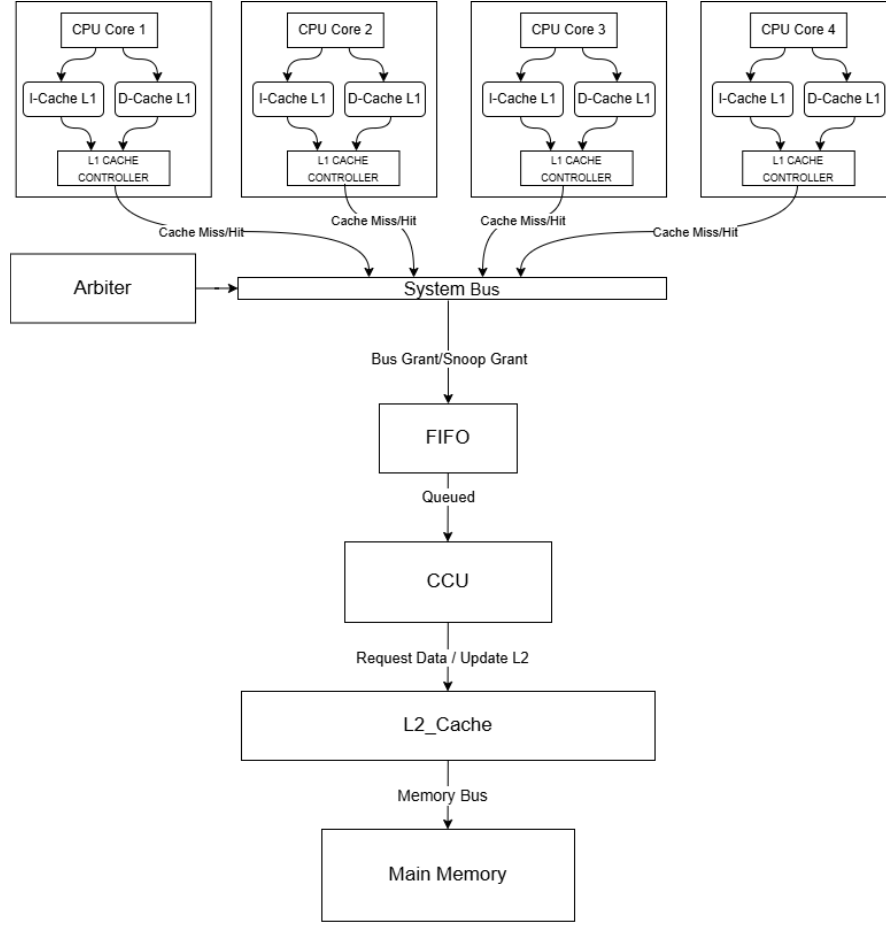 CPU Core 1
CPU Core 2
CPU Core 3
CPU Core 4
I-Cache L1
D-Cache L1
I-Cache L1
D-Cache L1
I-Cache L1
D-Cache L1
I-Cache L1
D-Cache L1
L1 CACHE
CONTROLLER
L1 CACHE
CONTROLLER
L1 CACHE
CONTROLLER
L1 CACHE
CONTROLLER
Cache Miss/Hit
Cache Miss/Hit
Cache Miss/Hit
Cache Miss/Hit
Arbiter
System Bus
Bus Grant/Snoop Grant
FIFO
Queued
CCU
Request Data / Update L2
L2_Cache
Memory Bus
Main Memory